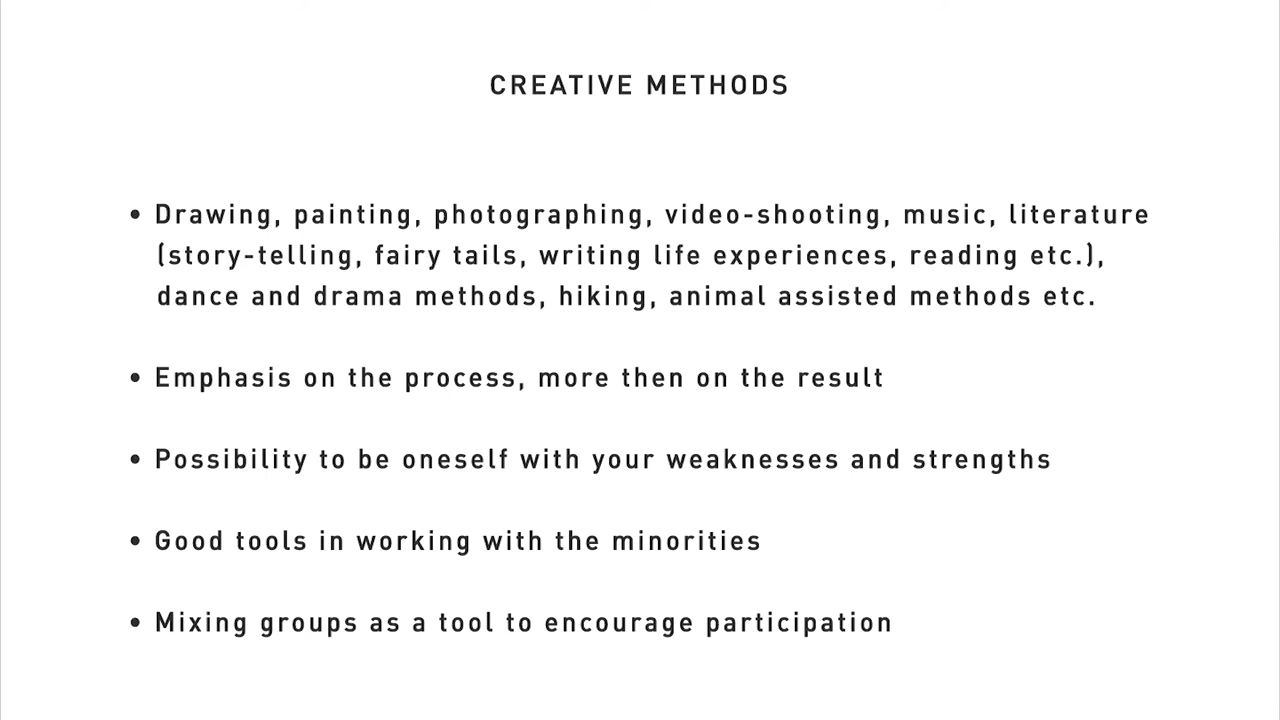 CREATIVE METHODS
• Drawing, painting, photographing, video-shooting, music, literature
(story-telling, fairy tails, writing life experiences, reading etc.),
dance and drama methods, hiking, animal assisted methods etc.
• Emphasis on the process, more then on the result
• Possibility to be oneself with your weaknesses and strengths
• Good tools in working with the minorities
• Mixing groups as a tool to encourage participation